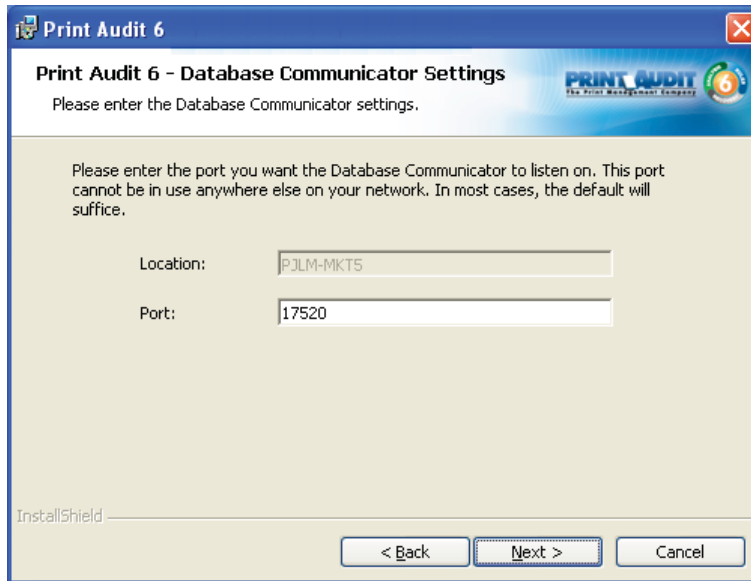 Print Audit 6
Print Audit 6 - Database Communicator Settings
Please enter the Database Communicator settings.
PRINT AUDIT 6
The Print Management Company
Please enter the port you want the Database Communicator to listen on. This port
cannot be in use anywhere else on your network. In most cases, the default will
suffice.
Location: PJLM-MKT5
Port: 17520
InstallShield
< Back Next > Cancel